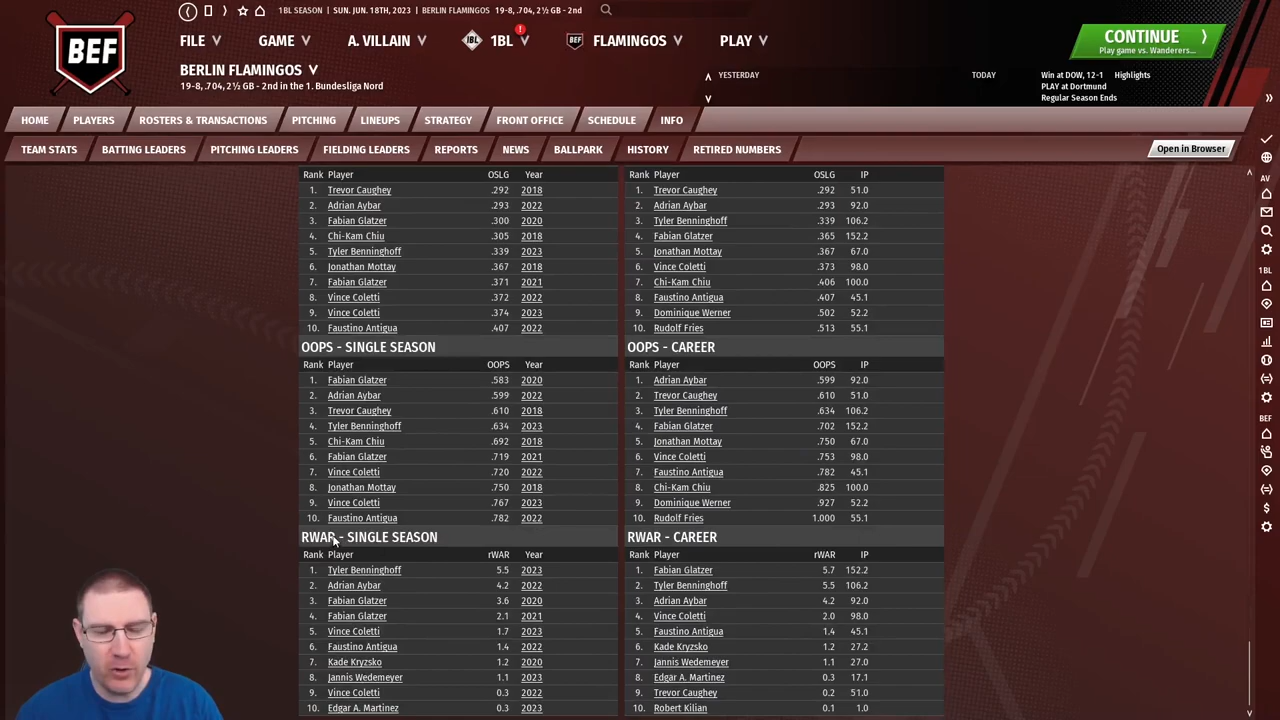 1BL SEASON | SUN. JUN. 18TH, 2023 | BERLIN FLAMINGOS 19-8, .704, 2½ GB - 2nd
BEF
FILE GAME A. VILLAIN 1BL FLAMINGOS PLAY
CONTINUE
Play game vs. Wanderers...
BERLIN FLAMINGOS
19-8, .704, 2½ GB - 2nd in the 1. Bundesliga Nord
YESTERDAY TODAY
Win at DOW, 12-1 Highlights
PLAY at Dortmund
Regular Season Ends
HOME PLAYERS ROSTERS & TRANSACTIONS PITCHING LINEUPS STRATEGY FRONT OFFICE SCHEDULE INFO
TEAM STATS BATTING LEADERS PITCHING LEADERS FIELDING LEADERS REPORTS NEWS BALLPARK HISTORY RETIRED NUMBERS Open in Browser
Rank Player OSLG Year
1. Trevor Caughey .292 2018
2. Adrian Aybar .293 2022
3. Fabian Glatzer .300 2020
4. Chi-Kam Chiu .305 2018
5. Tyler Benninghoff .339 2023
6. Jonathan Mottay .367 2018
7. Fabian Glatzer .371 2021
8. Vince Coletti .372 2022
9. Vince Coletti .374 2023
10. Faustino Antigua .407 2022
OOPS - SINGLE SEASON
Rank Player OOPS Year
1. Fabian Glatzer .583 2020
2. Adrian Aybar .599 2022
3. Trevor Caughey .610 2018
4. Tyler Benninghoff .634 2023
5. Chi-Kam Chiu .692 2018
6. Fabian Glatzer .719 2021
7. Vince Coletti .720 2022
8. Jonathan Mottay .750 2018
9. Vince Coletti .767 2023
10. Faustino Antigua .782 2022
RWAR - SINGLE SEASON
Rank Player rWAR Year
1. Tyler Benninghoff 5.5 2023
2. Adrian Aybar 4.2 2022
3. Fabian Glatzer 3.6 2020
4. Fabian Glatzer 2.1 2021
5. Vince Coletti 1.7 2023
6. Faustino Antigua 1.4 2022
7. Kade Kryzsko 1.2 2020
8. Jannis Wedemeyer 1.1 2023
9. Vince Coletti 0.3 2022
10. Edgar A. Martinez 0.3 2023
Rank Player OSLG IP
1. Trevor Caughey .292 51.0
2. Adrian Aybar .293 92.0
3. Tyler Benninghoff .339 106.2
4. Fabian Glatzer .365 152.2
5. Jonathan Mottay .367 67.0
6. Vince Coletti .373 98.0
7. Chi-Kam Chiu .406 100.0
8. Faustino Antigua .407 45.1
9. Dominique Werner .502 52.2
10. Rudolf Fries .513 55.1
OOPS - CAREER
Rank Player OOPS IP
1. Adrian Aybar .599 92.0
2. Trevor Caughey .610 51.0
3. Tyler Benninghoff .634 106.2
4. Fabian Glatzer .702 152.2
5. Jonathan Mottay .750 67.0
6. Vince Coletti .753 98.0
7. Faustino Antigua .782 45.1
8. Chi-Kam Chiu .825 100.0
9. Dominique Werner .927 52.2
10. Rudolf Fries 1.000 55.1
RWAR - CAREER
Rank Player rWAR IP
1. Fabian Glatzer 5.7 152.2
2. Tyler Benninghoff 5.5 106.2
3. Adrian Aybar 4.2 92.0
4. Vince Coletti 2.0 98.0
5. Faustino Antigua 1.4 45.1
6. Kade Kryzsko 1.2 27.2
7. Jannis Wedemeyer 1.1 27.0
8. Edgar A. Martinez 0.3 17.1
9. Trevor Caughey 0.2 51.0
10. Robert Kilian 0.1 1.0
AV
1BL
BEF